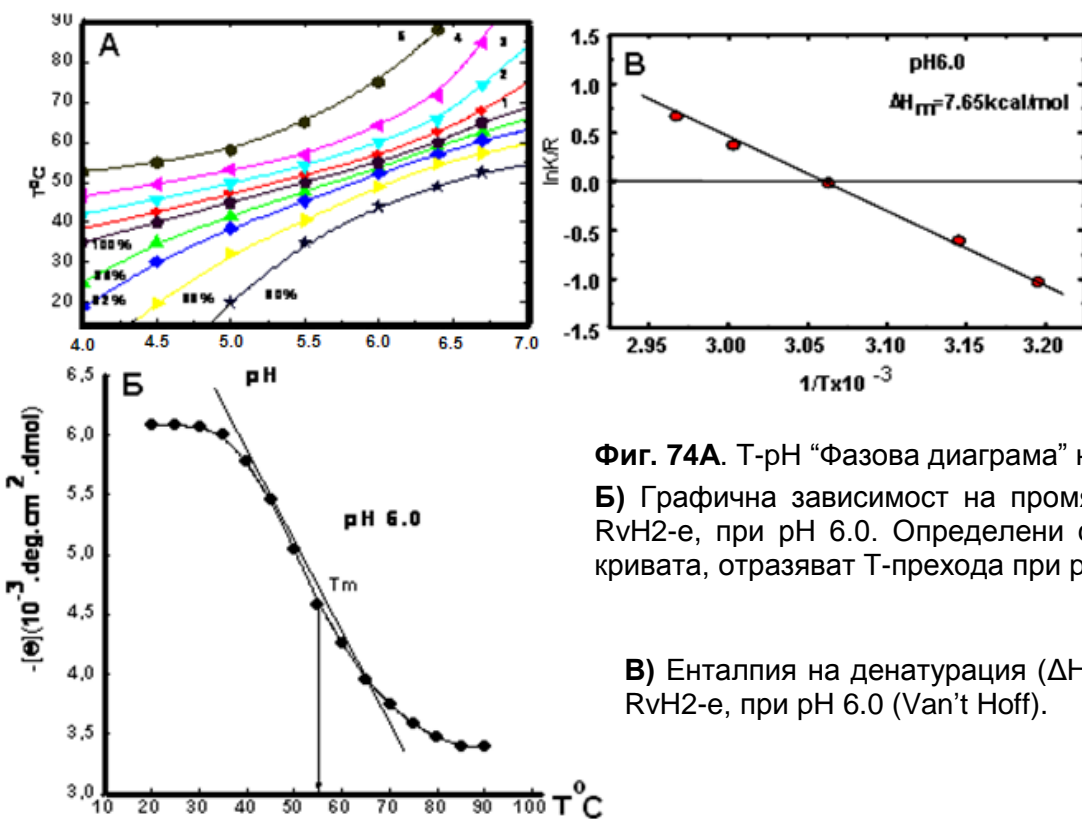 A
90
80
70
60
50
40
30
20
T°C
5
4
3
2
1
100%
80%
4.0 4.5 5.0 5.5 6.0 6.5 7.0
В
pH6.0
ΔHm=7.65kcal/mol
lnK/R
1.5
1.0
0.5
0.0
-0.5
-1.0
-1.5
2.95 3.00 3.05 3.10 3.15 3.20
1/Tx10 -3
Б
pH
pH 6.0
Tm
-[Θ](10-3.deg.cm2.dmol)
6,5
6,0
5,5
5,0
4,5
4,0
3,5
3,0
10 20 30 40 50 60 70 80 90 100 T°C
Фиг. 74А. Т-рН “Фазова диаграма”
Б) Графична зависимост на промя
RvH2-e, при pH 6.0. Определени
кривата, отразяват Т-прехода при
В) Енталпия на денатурация (ΔH
RvH2-e, при pH 6.0 (Van’t Hoff).